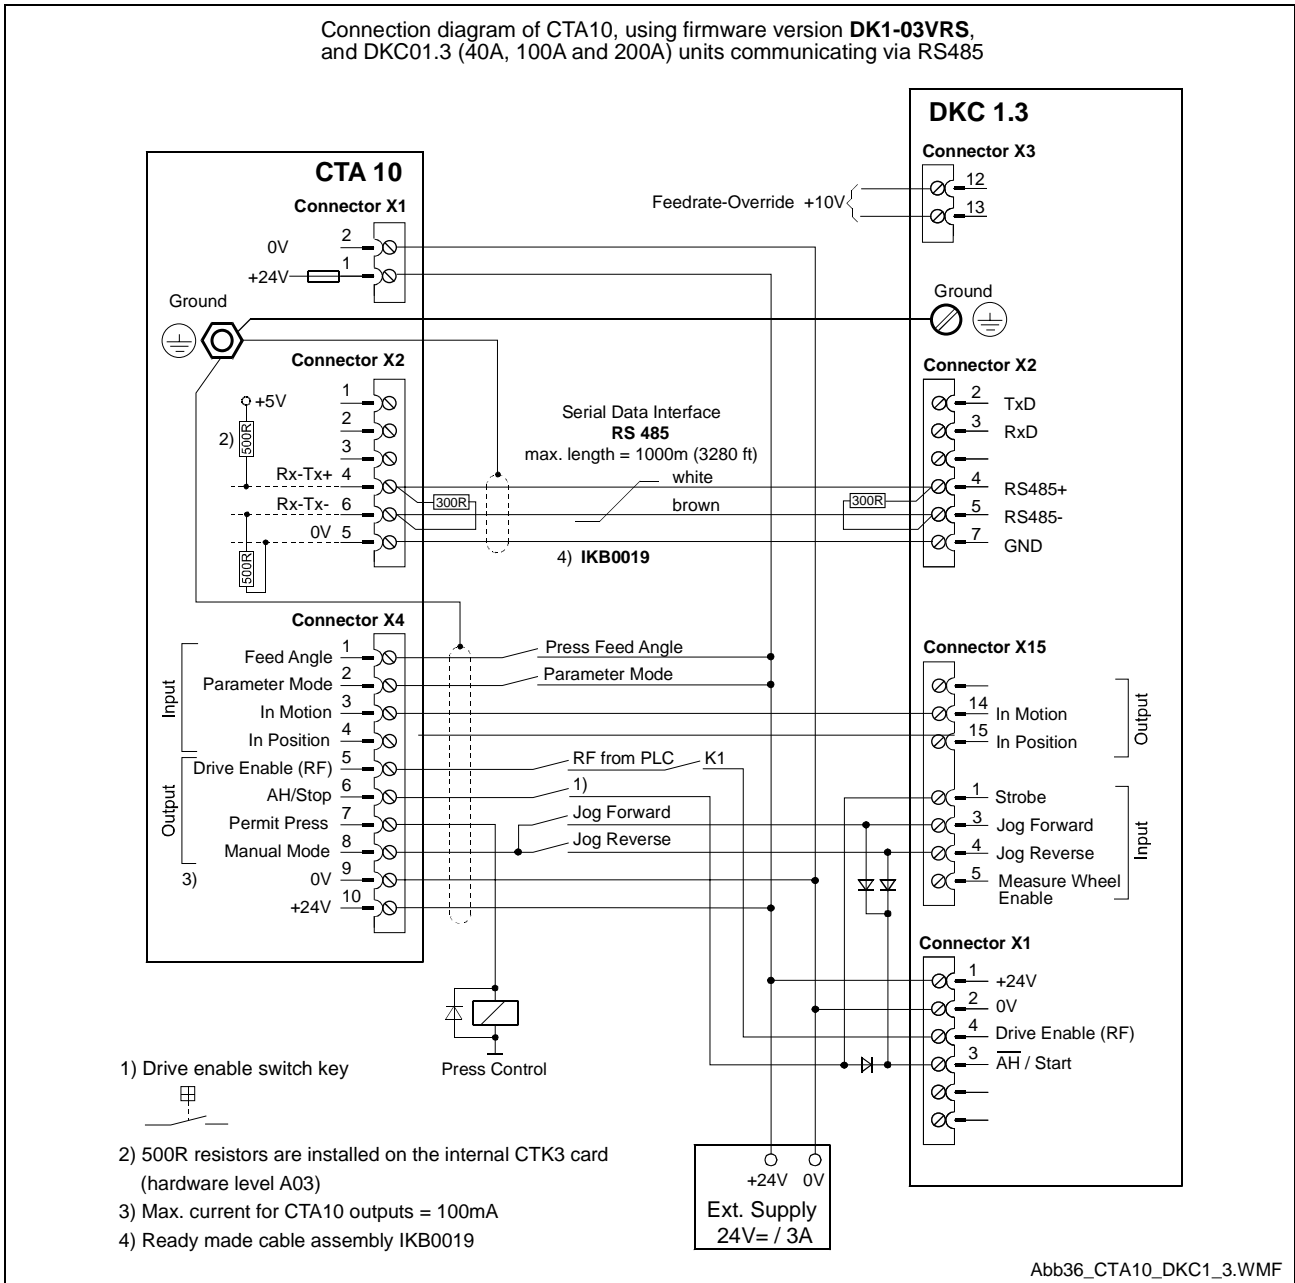 Connection diagram of CTA10, using firmware version DK1-03VRS,
and DKC01.3 (40A, 100A and 200A) units communicating via RS485
DKC 1.3
Connector X3
12
13
Feedrate-Override +10V
CTA 10
Connector X1
0V 2
+24V 1
Ground
Ground
Connector X2
1
2
3
+5V
2) 500R
Rx-Tx+ 4
Rx-Tx- 6
0V 5
500R
300R
Serial Data Interface
RS 485
max. length = 1000m (3280 ft)
white
brown
4) IKB0019
300R
Connector X2
2 TxD
3 RxD
4 RS485+
5 RS485-
7 GND
Connector X4
Input
Feed Angle 1
Parameter Mode 2
In Motion 3
In Position 4
Output
Drive Enable (RF) 5
AH/Stop 6
Permit Press 7
Manual Mode 8
3)
0V 9
+24V 10
Press Feed Angle
Parameter Mode
RF from PLC K1
1)
Jog Forward
Jog Reverse
Connector X15
14 In Motion
15 In Position
Output
1 Strobe
3 Jog Forward
4 Jog Reverse
5 Measure Wheel
Enable
Input
Connector X1
1 +24V
2 0V
4 Drive Enable (RF)
3 AH / Start
Press Control
1) Drive enable switch key
2) 500R resistors are installed on the internal CTK3 card
(hardware level A03)
3) Max. current for CTA10 outputs = 100mA
4) Ready made cable assembly IKB0019
+24V 0V
Ext. Supply
24V= / 3A
Abb36_CTA10_DKC1_3.WMF